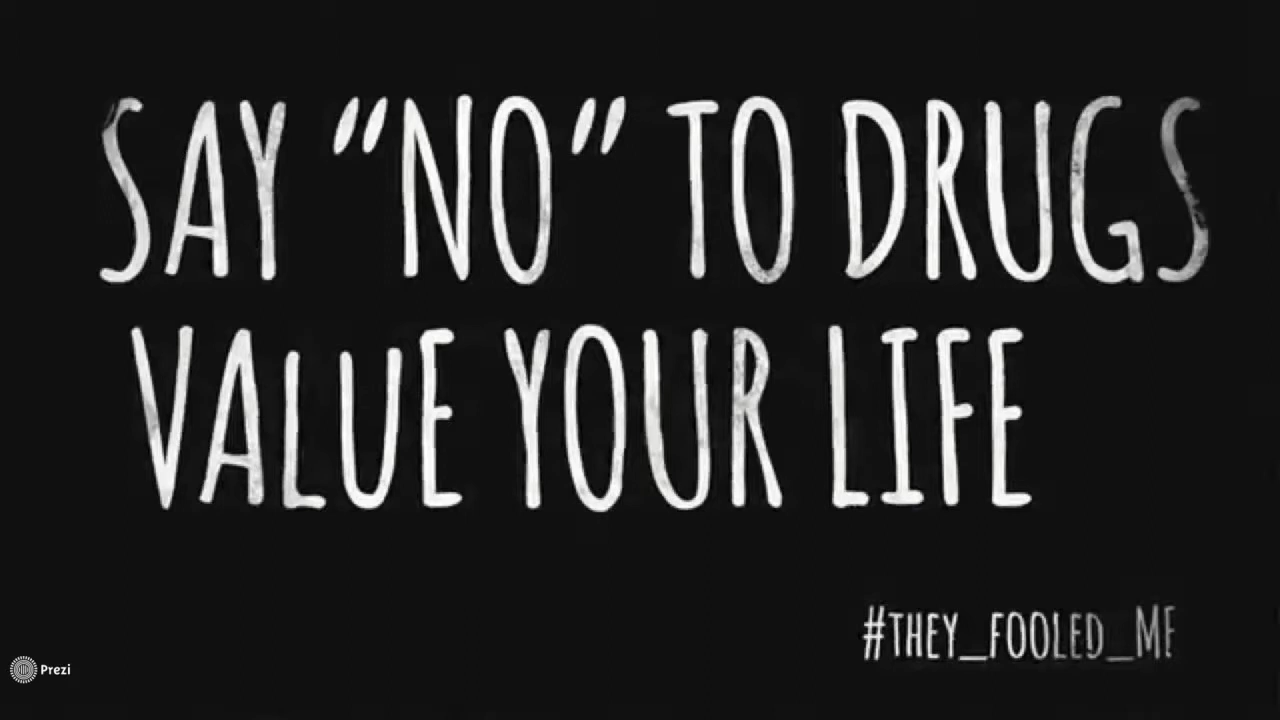 SAY “NO” TO DRUGS
VALUE YOUR LIFE
#THEY_FOOLED_ME
Prezi